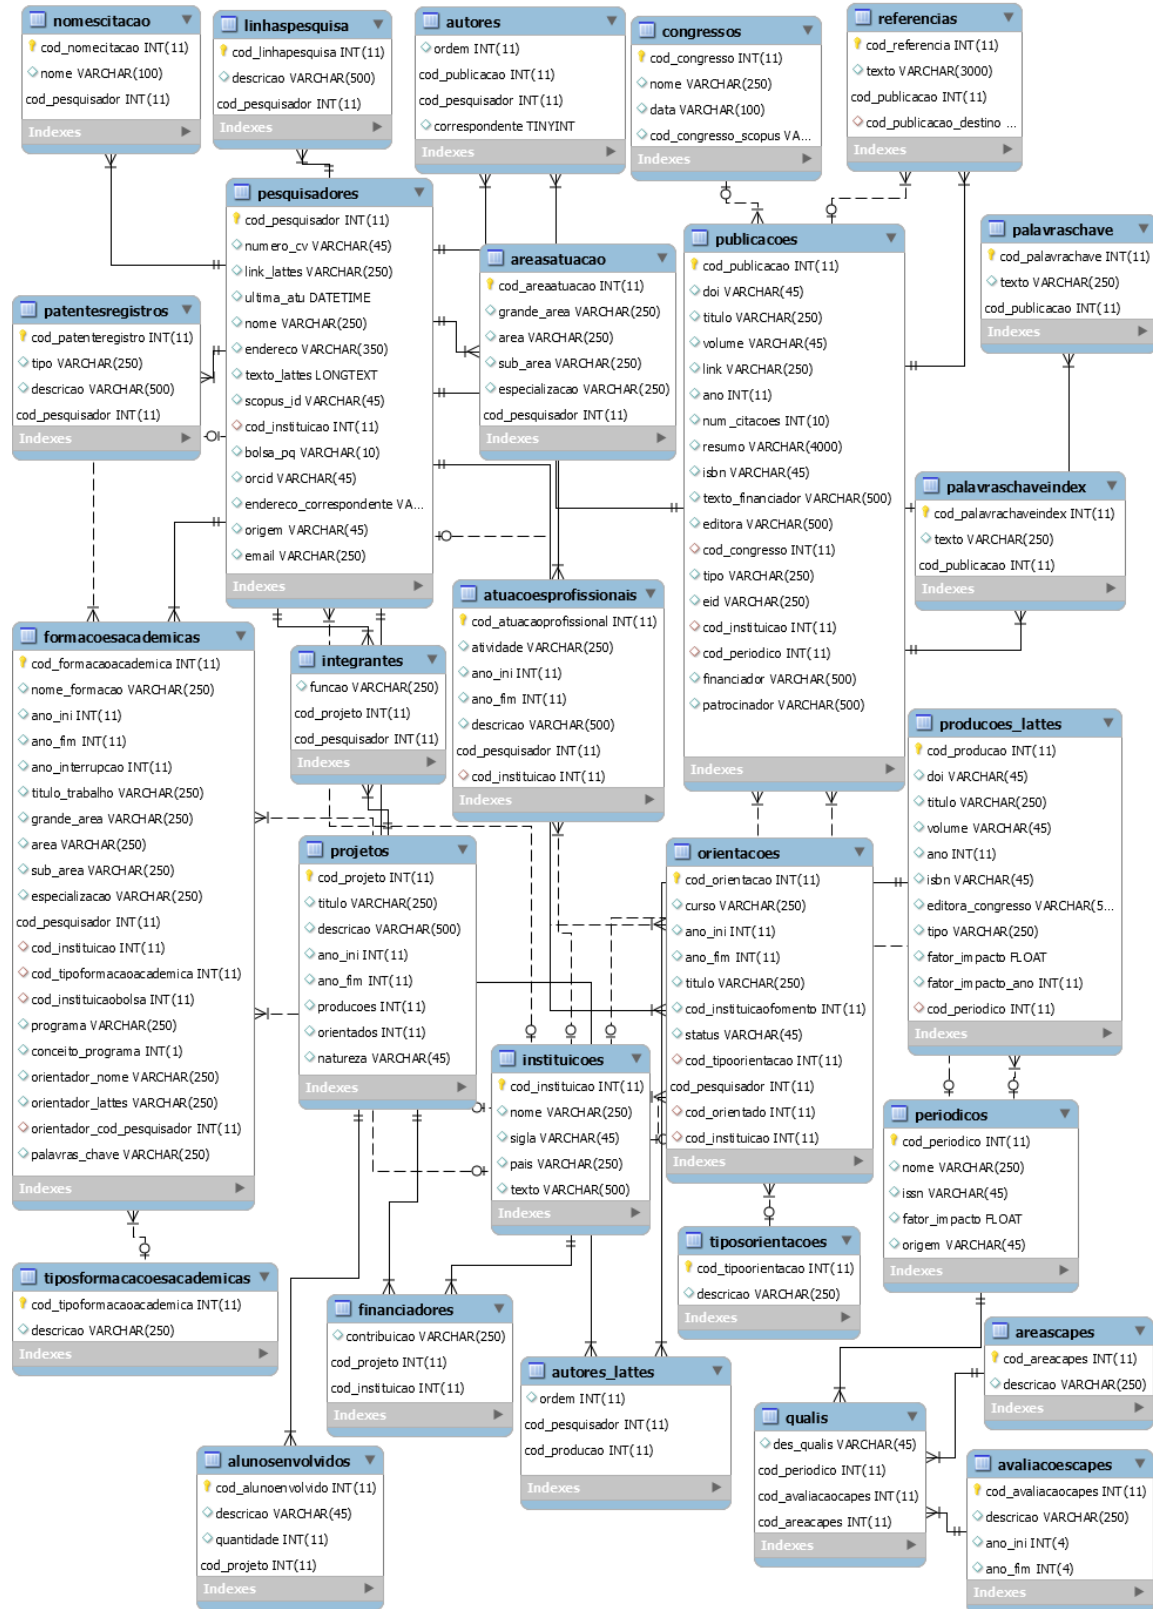 nomescitacao
cod_nomecitacao INT(11)
nome VARCHAR(100)
cod_pesquisador INT(11)
Indexes
linhaspesquisa
cod_linhapesquisa INT(11)
descricao VARCHAR(500)
cod_pesquisador INT(11)
Indexes
autores
ordem INT(11)
cod_publicacao INT(11)
cod_pesquisador INT(11)
correspondente TINYINT
Indexes
congressos
cod_congresso INT(11)
nome VARCHAR(250)
data VARCHAR(100)
cod_congresso_scopus VA...
Indexes
referencias
cod_referencia INT(11)
texto VARCHAR(3000)
cod_publicacao INT(11)
cod_publicacao_destino ...
Indexes
pesquisadores
cod_pesquisador INT(11)
numero_cv VARCHAR(45)
link_lattes VARCHAR(250)
ultima_atu DATETIME
nome VARCHAR(250)
endereco VARCHAR(350)
texto_lattes LONGTEXT
scopus_id VARCHAR(45)
cod_instituicao INT(11)
bolsa_pq VARCHAR(10)
orcid VARCHAR(45)
endereco_correspondente VA...
origem VARCHAR(45)
email VARCHAR(250)
Indexes
areasatuacao
cod_areaatuacao INT(11)
grande_area VARCHAR(250)
area VARCHAR(250)
sub_area VARCHAR(250)
especializacao VARCHAR(250)
cod_pesquisador INT(11)
Indexes
publicacoes
cod_publicacao INT(11)
doi VARCHAR(45)
titulo VARCHAR(250)
volume VARCHAR(45)
link VARCHAR(250)
ano INT(11)
num_citacoes INT(10)
resumo VARCHAR(4000)
isbn VARCHAR(45)
texto_financiador VARCHAR(500)
editora VARCHAR(500)
cod_congresso INT(11)
tipo VARCHAR(250)
eid VARCHAR(250)
cod_instituicao INT(11)
cod_periodico INT(11)
financiador VARCHAR(500)
patrocinador VARCHAR(500)
Indexes
palavraschave
cod_palavrachave INT(11)
texto VARCHAR(250)
cod_publicacao INT(11)
Indexes
patentesregistros
cod_patenteregistro INT(11)
tipo VARCHAR(250)
descricao VARCHAR(500)
cod_pesquisador INT(11)
Indexes
palavraschaveindex
cod_palavrachaveindex INT(11)
texto VARCHAR(250)
cod_publicacao INT(11)
Indexes
formacoesacademicas
cod_formacaoacademica INT(11)
nome_formacao VARCHAR(250)
ano_ini INT(11)
ano_fim INT(11)
ano_interrupcao INT(11)
titulo_trabalho VARCHAR(250)
grande_area VARCHAR(250)
area VARCHAR(250)
sub_area VARCHAR(250)
especializacao VARCHAR(250)
cod_pesquisador INT(11)
cod_instituicao INT(11)
cod_tipoformacaoacademica INT(11)
cod_instituicaobolsa INT(11)
programa VARCHAR(250)
conceito_programa INT(1)
orientador_nome VARCHAR(250)
orientador_lattes VARCHAR(250)
orientador_cod_pesquisador INT(11)
palavras_chave VARCHAR(250)
Indexes
integrantes
funcao VARCHAR(250)
cod_projeto INT(11)
cod_pesquisador INT(11)
Indexes
atuacoesprofissionais
cod_atuacaoprofissional INT(11)
atividade VARCHAR(250)
ano_ini INT(11)
ano_fim INT(11)
descricao VARCHAR(500)
cod_pesquisador INT(11)
cod_instituicao INT(11)
Indexes
producoes_lattes
cod_producao INT(11)
doi VARCHAR(45)
titulo VARCHAR(250)
volume VARCHAR(45)
ano INT(11)
isbn VARCHAR(45)
editora_congresso VARCHAR(5...
tipo VARCHAR(250)
fator_impacto FLOAT
fator_impacto_ano INT(11)
cod_periodico INT(11)
Indexes
projetos
cod_projeto INT(11)
titulo VARCHAR(250)
descricao VARCHAR(500)
ano_ini INT(11)
ano_fim INT(11)
producoes INT(11)
orientados INT(11)
natureza VARCHAR(45)
Indexes
orientacoes
cod_orientacao INT(11)
curso VARCHAR(250)
ano_ini INT(11)
ano_fim INT(11)
titulo VARCHAR(250)
cod_instituicaofomento INT(11)
status VARCHAR(45)
cod_tipoorientacao INT(11)
cod_pesquisador INT(11)
cod_orientado INT(11)
cod_instituicao INT(11)
Indexes
instituicoes
cod_instituicao INT(11)
nome VARCHAR(250)
sigla VARCHAR(45)
pais VARCHAR(250)
texto VARCHAR(500)
Indexes
periodicos
cod_periodico INT(11)
nome VARCHAR(250)
issn VARCHAR(45)
fator_impacto FLOAT
origem VARCHAR(45)
Indexes
tiposformacacoesacademicas
cod_tipoformacaoacademica INT(11)
descricao VARCHAR(250)
Indexes
financiadores
contribuicao VARCHAR(250)
cod_projeto INT(11)
cod_instituicao INT(11)
Indexes
tiposorientacoes
cod_tipoorientacao INT(11)
descricao VARCHAR(250)
Indexes
autores_lattes
ordem INT(11)
cod_pesquisador INT(11)
cod_producao INT(11)
Indexes
areascapes
cod_areacapes INT(11)
descricao VARCHAR(250)
Indexes
qualis
des_qualis VARCHAR(45)
cod_periodico INT(11)
cod_avaliacaocapes INT(11)
cod_areacapes INT(11)
Indexes
alunosenvolvidos
cod_alunoenvolvido INT(11)
descricao VARCHAR(45)
quantidade INT(11)
cod_projeto INT(11)
Indexes
avaliacoescapes
cod_avaliacaocapes INT(11)
descricao VARCHAR(250)
ano_ini INT(4)
ano_fim INT(4)
Indexes